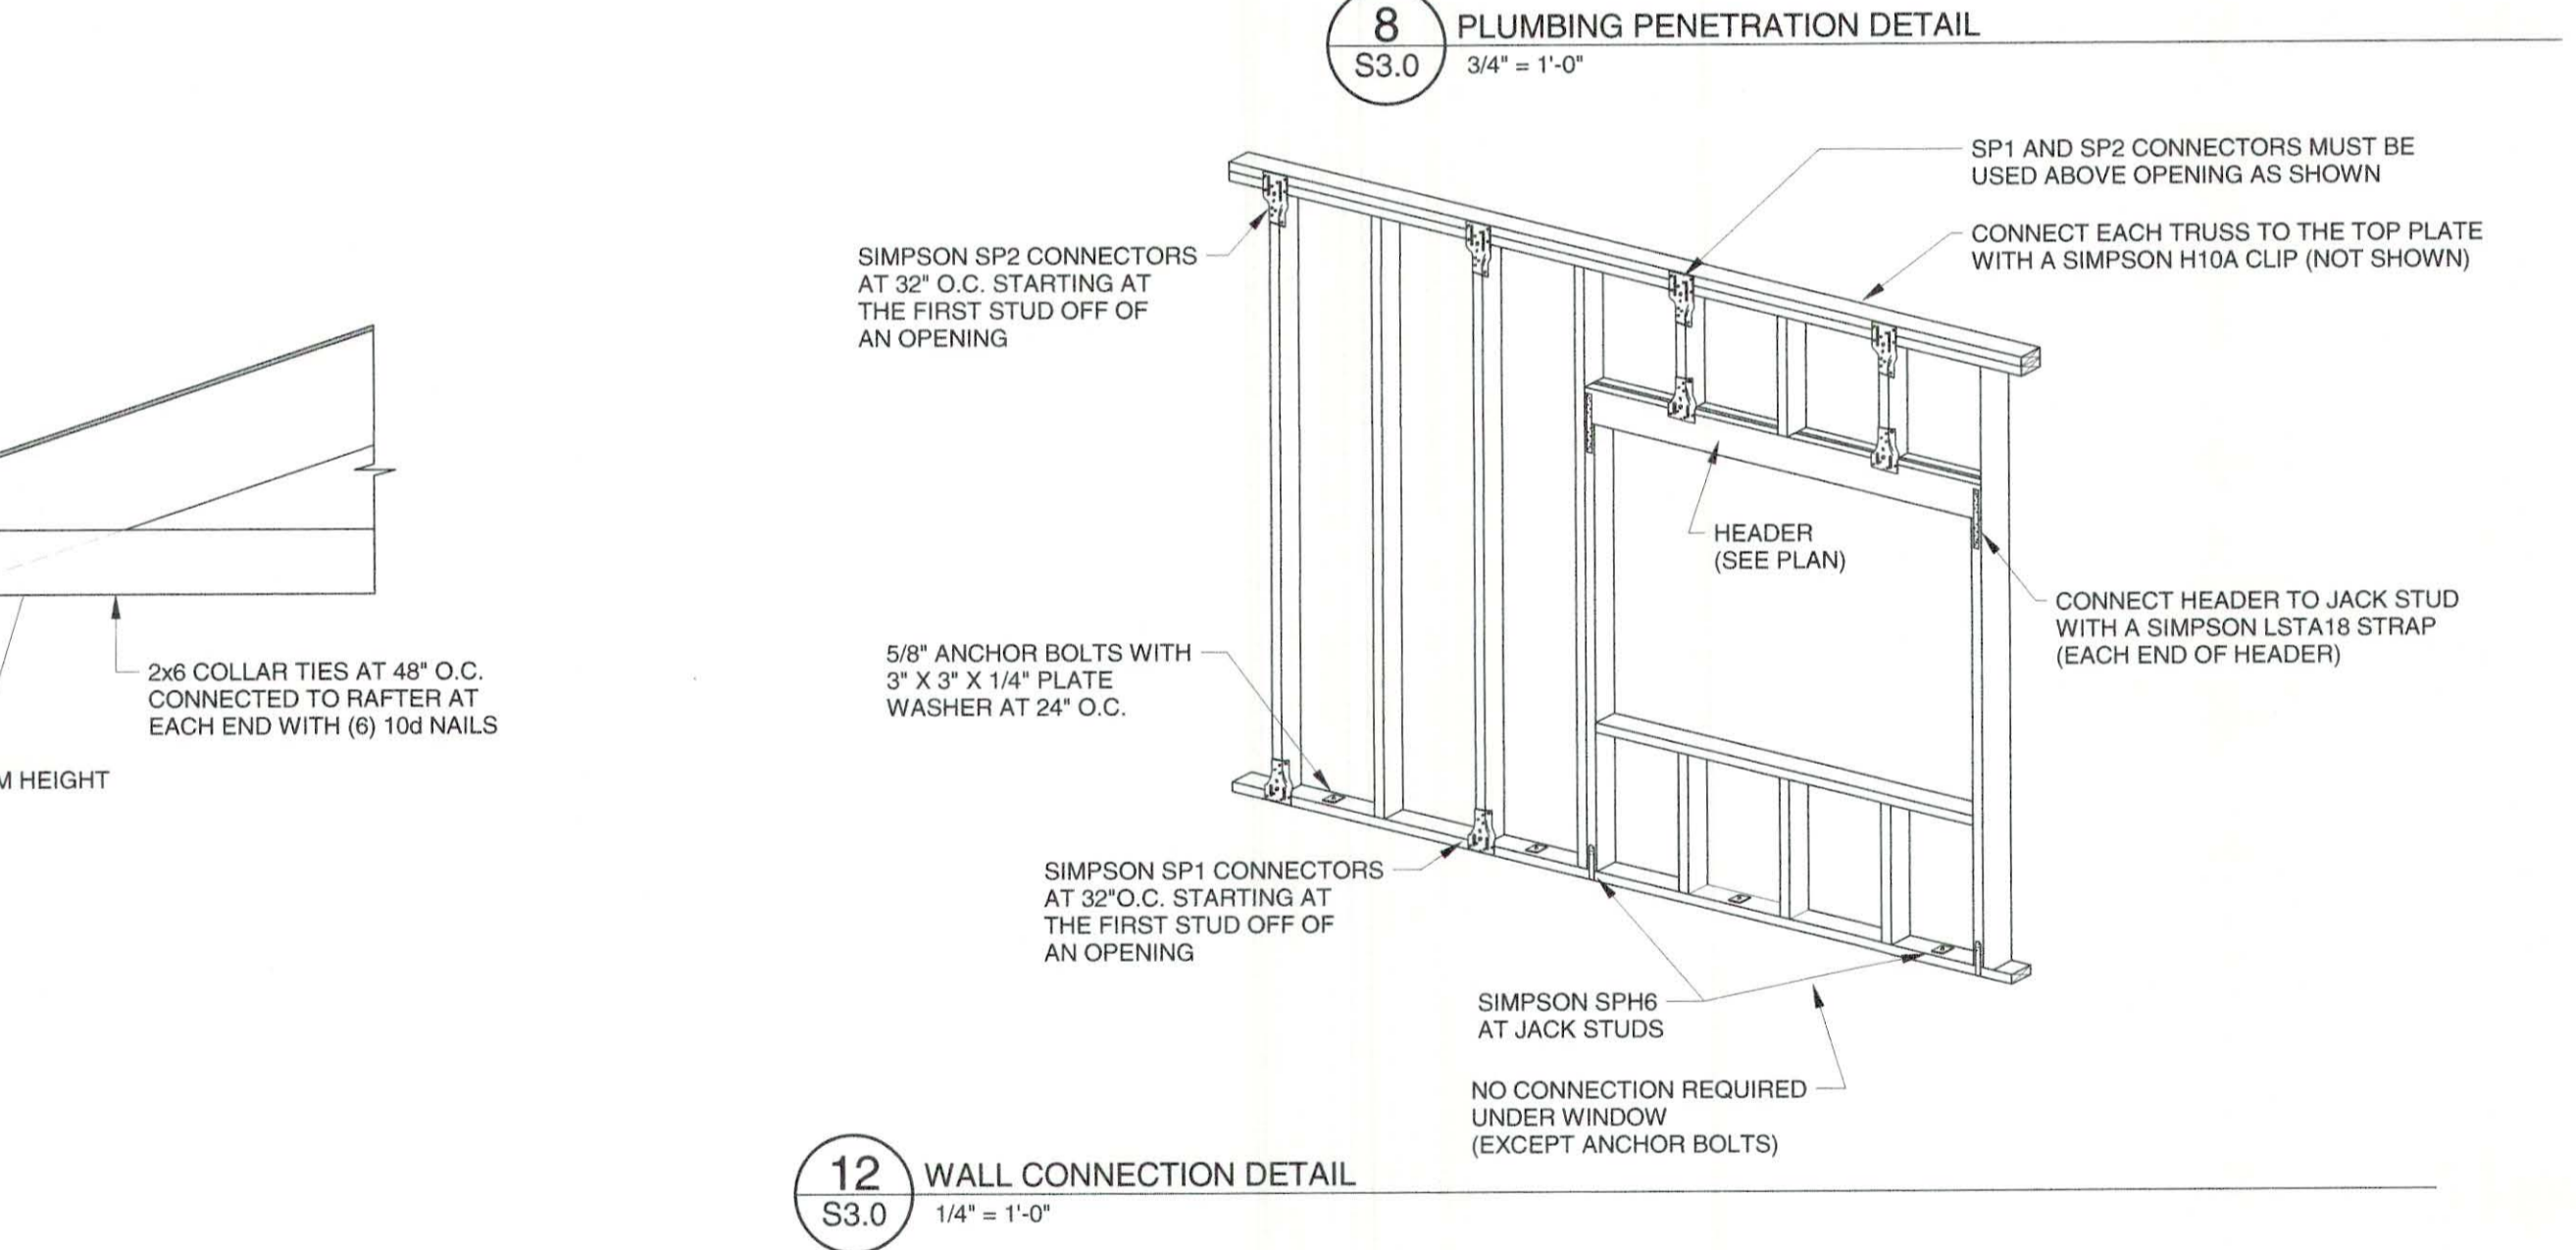 8
S3.0
PLUMBING PENETRATION DETAIL
3/4" = 1'-0"
SP1 AND SP2 CONNECTORS MUST BE
USED ABOVE OPENING AS SHOWN
CONNECT EACH TRUSS TO THE TOP PLATE
WITH A SIMPSON H10A CLIP (NOT SHOWN)
SIMPSON SP2 CONNECTORS
AT 32" O.C. STARTING AT
THE FIRST STUD OFF OF
AN OPENING
HEADER
(SEE PLAN)
CONNECT HEADER TO JACK STUD
WITH A SIMPSON LSTA18 STRAP
(EACH END OF HEADER)
5/8" ANCHOR BOLTS WITH
3" X 3" X 1/4" PLATE
WASHER AT 24" O.C.
2x6 COLLAR TIES AT 48" O.C.
CONNECTED TO RAFTER AT
EACH END WITH (6) 10d NAILS
M HEIGHT
SIMPSON SP1 CONNECTORS
AT 32"O.C. STARTING AT
THE FIRST STUD OFF OF
AN OPENING
SIMPSON SPH6
AT JACK STUDS
NO CONNECTION REQUIRED
UNDER WINDOW
(EXCEPT ANCHOR BOLTS)
12
S3.0
WALL CONNECTION DETAIL
1/4" = 1'-0"